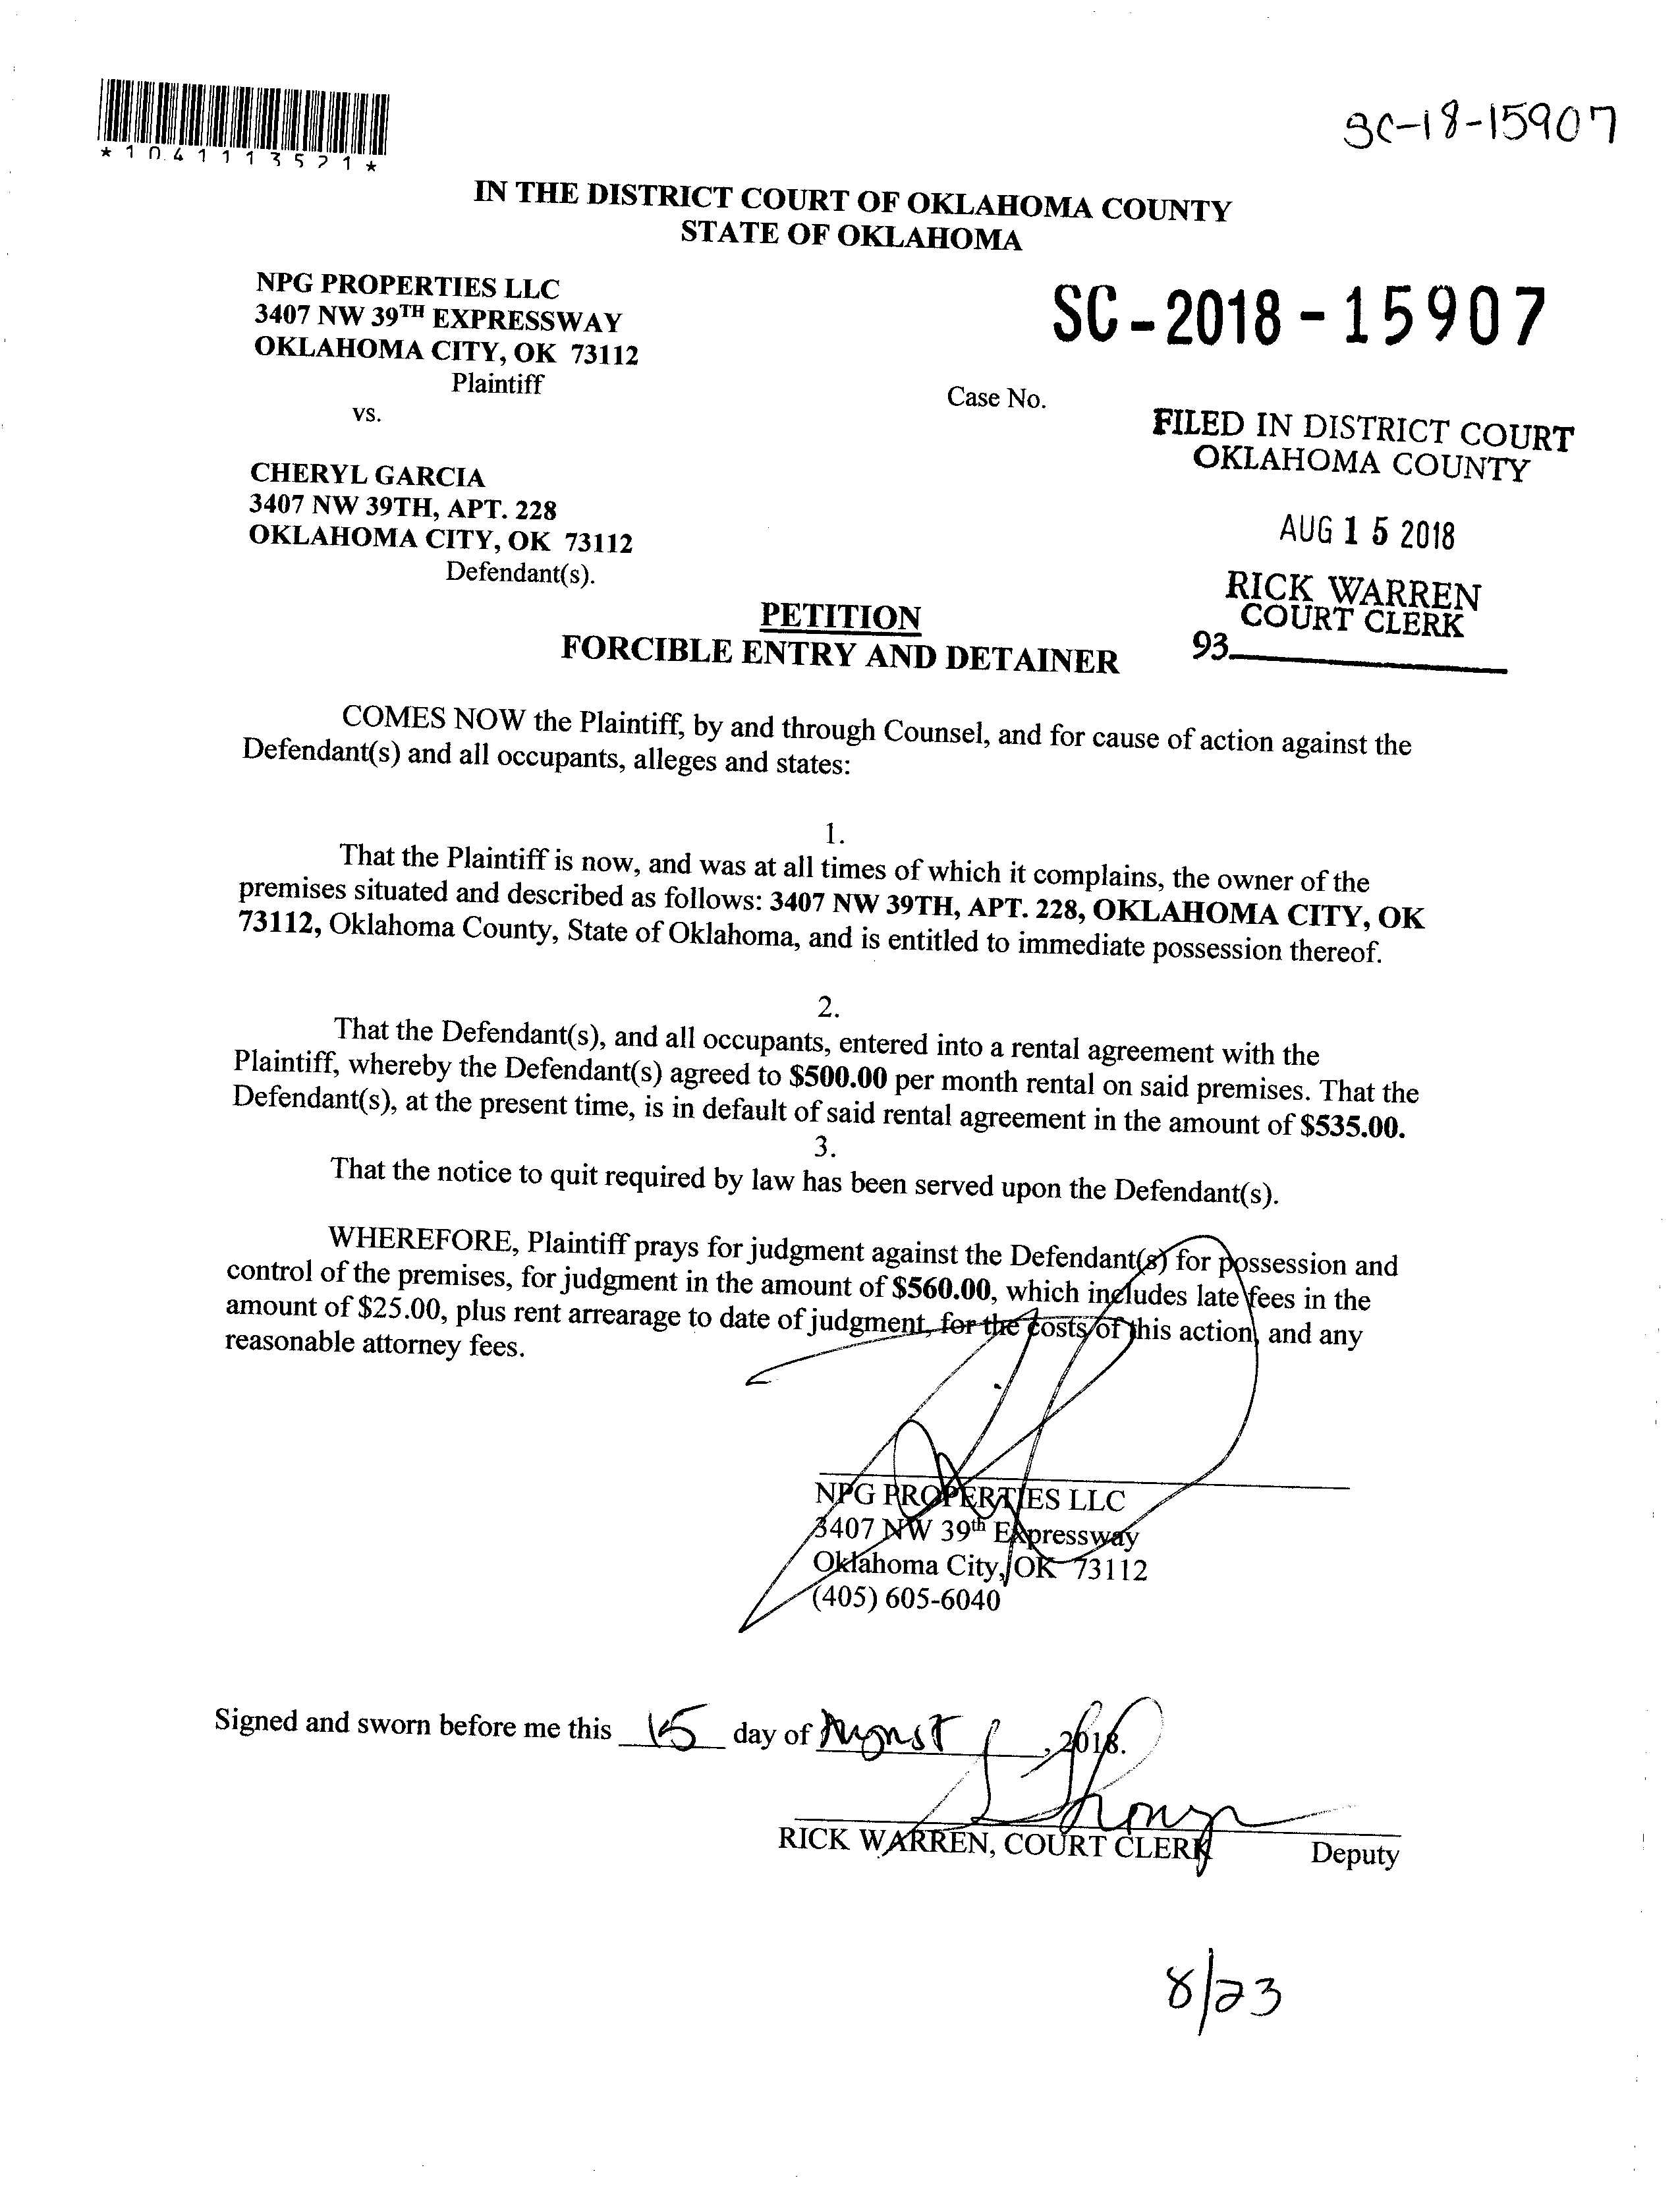 *1041113521*
SC-18-15907
IN THE DISTRICT COURT OF OKLAHOMA COUNTY
STATE OF OKLAHOMA
NPG PROPERTIES LLC
3407 NW 39TH EXPRESSWAY
OKLAHOMA CITY, OK 73112
Plaintiff
vs.
SC-2018-15907
Case No.
FILED IN DISTRICT COURT
OKLAHOMA COUNTY
CHERYL GARCIA
3407 NW 39TH, APT. 228
OKLAHOMA CITY, OK 73112
Defendant(s).
AUG 15 2018
RICK WARREN
COURT CLERK
93
PETITION
FORCIBLE ENTRY AND DETAINER
COMES NOW the Plaintiff, by and through Counsel, and for cause of action against the
Defendant(s) and all occupants, alleges and states:
1.
That the Plaintiff is now, and was at all times of which it complains, the owner of the
premises situated and described as follows: 3407 NW 39TH, APT. 228, OKLAHOMA CITY, OK
73112, Oklahoma County, State of Oklahoma, and is entitled to immediate possession thereof.
2.
That the Defendant(s), and all occupants, entered into a rental agreement with the
Plaintiff, whereby the Defendant(s) agreed to $500.00 per month rental on said premises. That the
Defendant(s), at the present time, is in default of said rental agreement in the amount of $535.00.
3.
That the notice to quit required by law has been served upon the Defendant(s).
WHEREFORE, Plaintiff prays for judgment against the Defendant(s) for possession and
control of the premises, for judgment in the amount of $560.00, which includes late fees in the
amount of $25.00, plus rent arrearage to date of judgment, for the costs of this action, and any
reasonable attorney fees.
NPG PROPERTIES LLC
3407 NW 39th Expressway
Oklahoma City, OK 73112
(405) 605-6040
Signed and sworn before me this 15 day of August, 2018.
RICK WARREN, COURT CLERK Deputy
8/23